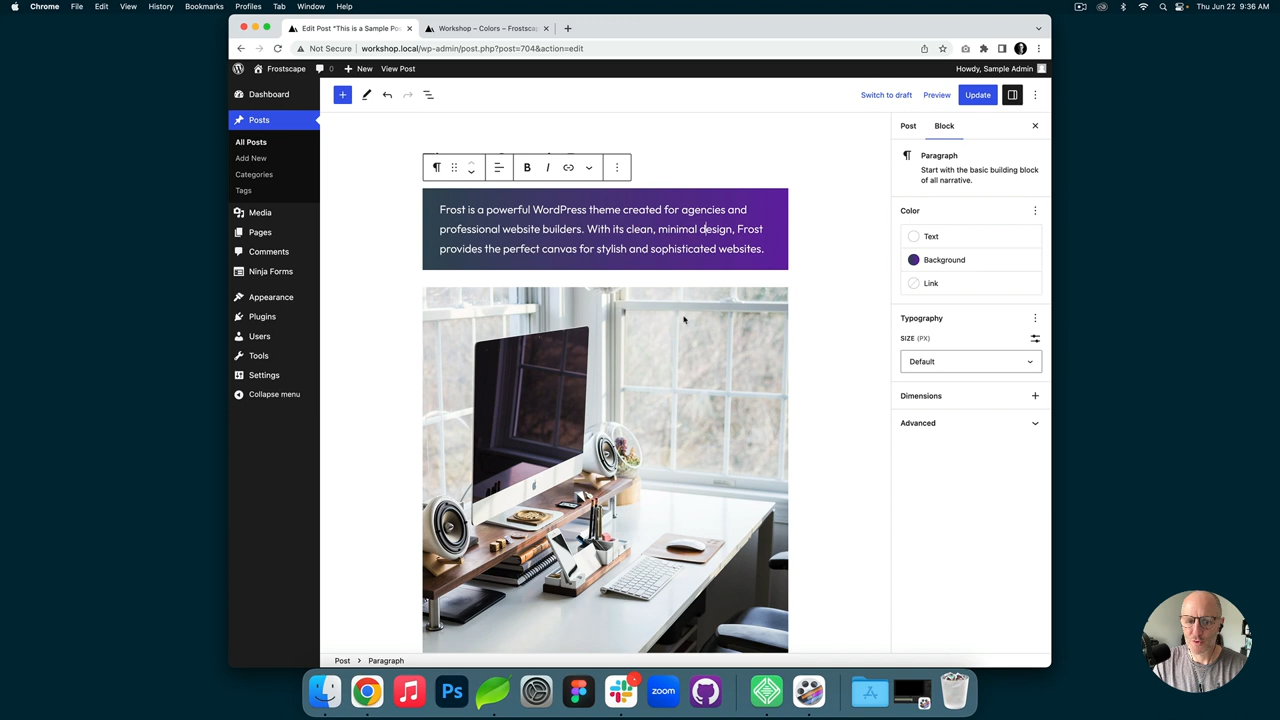 Chrome File Edit View History Bookmarks Profiles Tab Window Help
Thu Jun 22 9:36 AM
Edit Post "This is a Sample Po
Workshop – Colors – Frostsca
Not Secure workshop.local/wp-admin/post.php?post=704&action=edit
Frostscape 0 New View Post
Howdy, Sample Admin
Dashboard
Posts
All Posts
Add New
Categories
Tags
Media
Pages
Comments
Ninja Forms
Appearance
Plugins
Users
Tools
Settings
Collapse menu
Switch to draft Preview Update
B I
Frost is a powerful WordPress theme created for agencies and
professional website builders. With its clean, minimal design, Frost
provides the perfect canvas for stylish and sophisticated websites.
Post Block
Paragraph
Start with the basic building block
of all narrative.
Color
Text
Background
Link
Typography
SIZE (PX)
Default
Dimensions
Advanced
Post > Paragraph
Ps
zoom